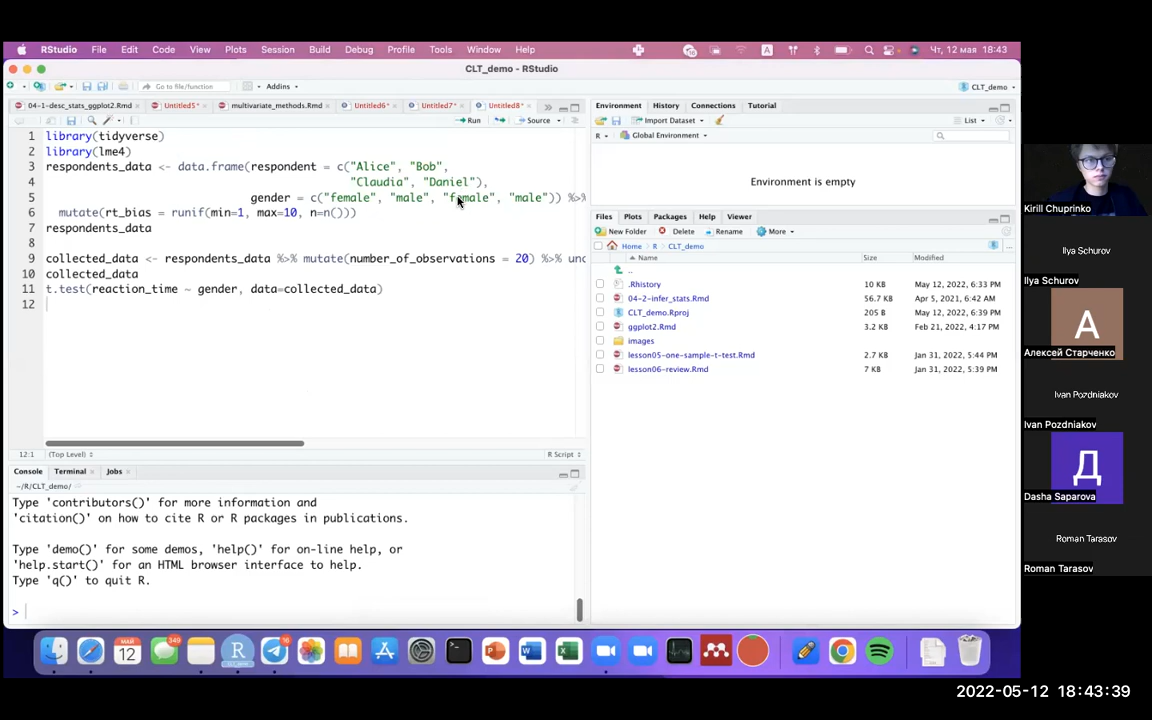 RStudio File Edit Code View Plots Session Build Debug Profile Tools Window Help A Чт, 12 мая 18:43
CLT_demo - RStudio
Go to file/function Addins CLT_demo
04-1-desc_stats_ggplot2.Rmd Untitled5* multivariate_methods.Rmd Untitled6* Untitled7* Untitled8*
Run Source
1 library(tidyverse)
2 library(lme4)
3 respondents_data <- data.frame(respondent = c("Alice", "Bob",
4 "Claudia", "Daniel"),
5 gender = c("female", "male", "female", "male")) %>%
6 mutate(rt_bias = runif(min=1, max=10, n=n()))
7 respondents_data
8
9 collected_data <- respondents_data %>% mutate(number_of_observations = 20) %>% unc
10 collected_data
11 t.test(reaction_time ~ gender, data=collected_data)
12
12:1 (Top Level) R Script
Console Terminal Jobs
~/R/CLT_demo/
Type 'contributors()' for more information and
'citation()' on how to cite R or R packages in publications.
Type 'demo()' for some demos, 'help()' for on-line help, or
'help.start()' for an HTML browser interface to help.
Type 'q()' to quit R.
>
Environment History Connections Tutorial
Import Dataset List
R Global Environment
Environment is empty
Files Plots Packages Help Viewer
New Folder Delete Rename More
Home R CLT_demo
Name Size Modified
..
.Rhistory 10 KB May 12, 2022, 6:33 PM
04-2-infer_stats.Rmd 56.7 KB Apr 5, 2021, 6:42 AM
CLT_demo.Rproj 205 B May 12, 2022, 6:39 PM
ggplot2.Rmd 3.2 KB Feb 21, 2022, 4:17 PM
images
lesson05-one-sample-t-test.Rmd 2.7 KB Jan 31, 2022, 5:44 PM
lesson06-review.Rmd 7 KB Jan 31, 2022, 5:39 PM
Kirill Chuprinko
Ilya Schurov
Ilya Schurov
А
Алексей Старченко
Ivan Pozdniakov
Ivan Pozdniakov
Д
Dasha Saparova
Roman Tarasov
Roman Tarasov
МАЙ
12
349
16
R
CLT_demo
2022-05-12 18:43:39